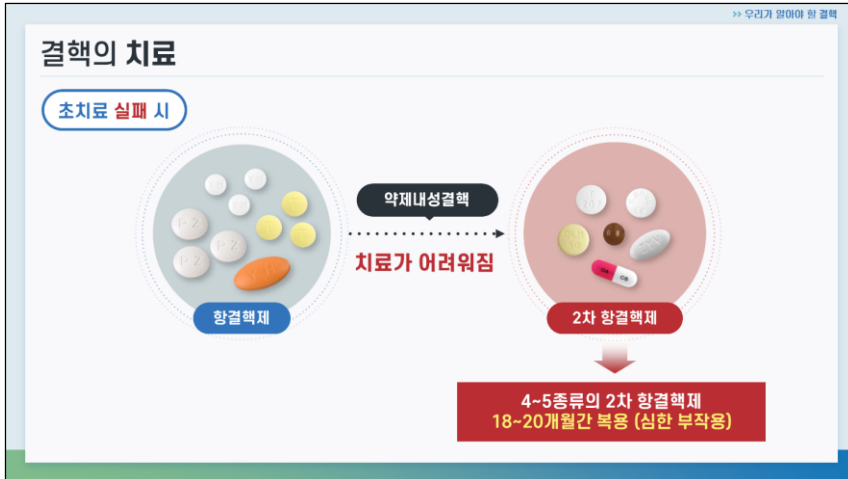 >> 우리가 알아야 할 결핵
결핵의 치료
초치료 실패 시
약제내성결핵
치료가 어려워짐
항결핵제
2차 항결핵제
4~5종류의 2차 항결핵제
18~20개월간 복용 (심한 부작용)